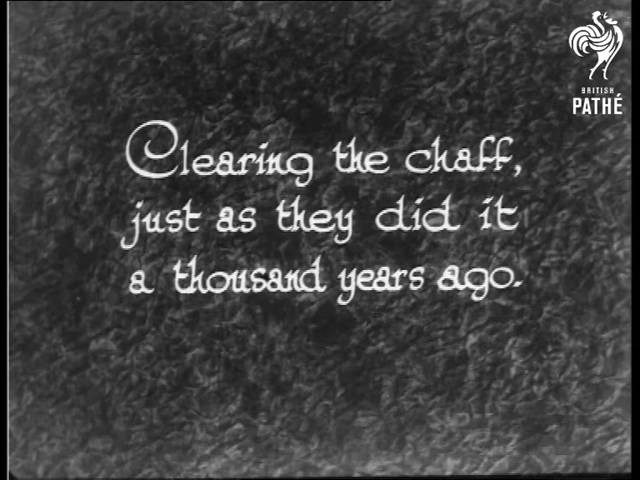 BRITISH
PATHÉ
Clearing the chaff,
just as they did it
a thousand years ago.